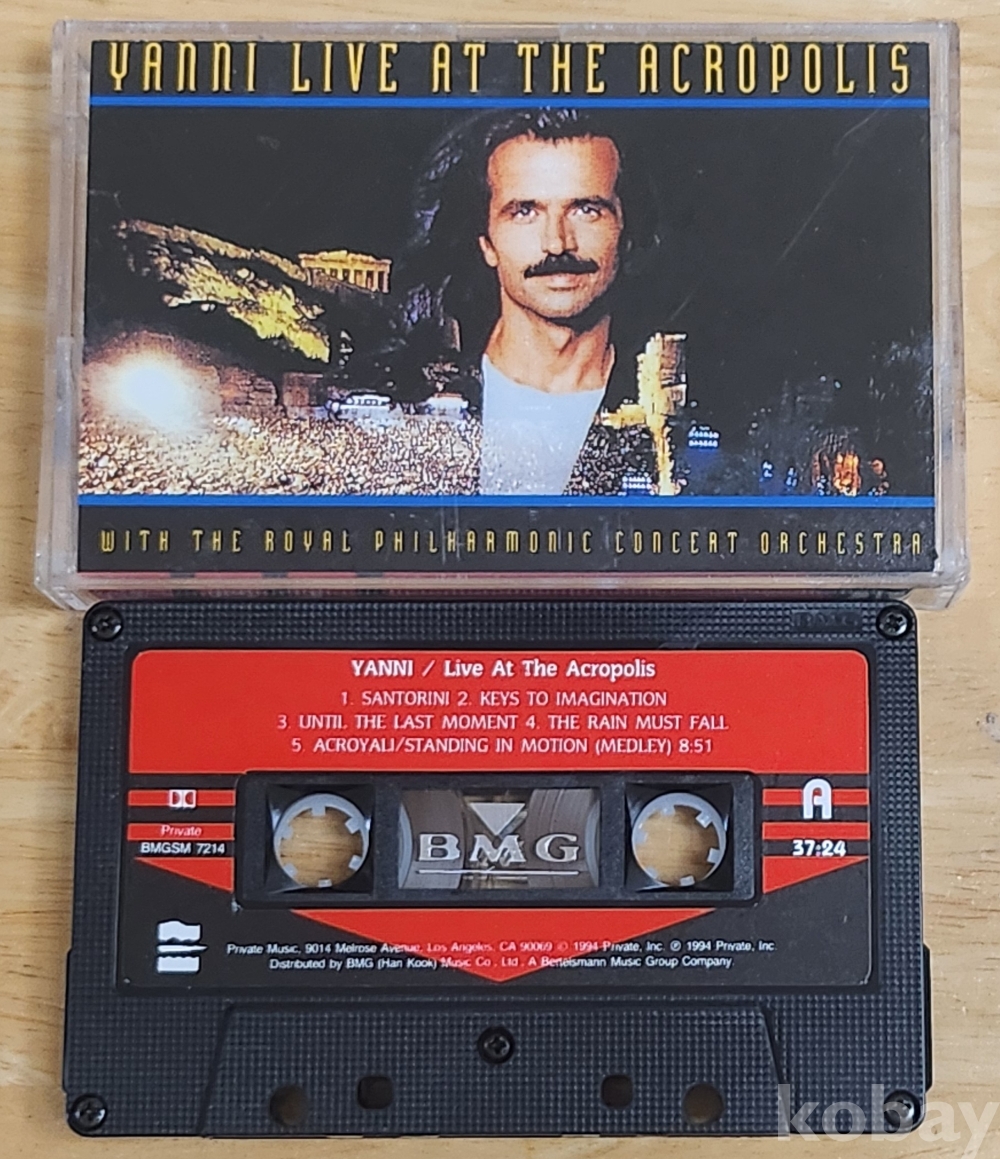 YANNI LIVE AT THE ACROPOLIS
WITH THE ROYAL PHILHARMONIC CONCERT ORCHESTRA
YANNI / Live At The Acropolis
1. SANTORINI 2. KEYS TO IMAGINATION
3. UNTIL THE LAST MOMENT 4. THE RAIN MUST FALL
5. ACROYALI/STANDING IN MOTION (MEDLEY) 8:51
A
Private
BMGSM 7214
BMG
37:24
Private Music, 9014 Melrose Avenue, Los Angeles, CA 90069 © 1994 Private, Inc. ℗ 1994 Private, Inc.
Distributed by BMG (Han Kook) Music Co., Ltd., A Bertelsmann Music Group Company.
kobay